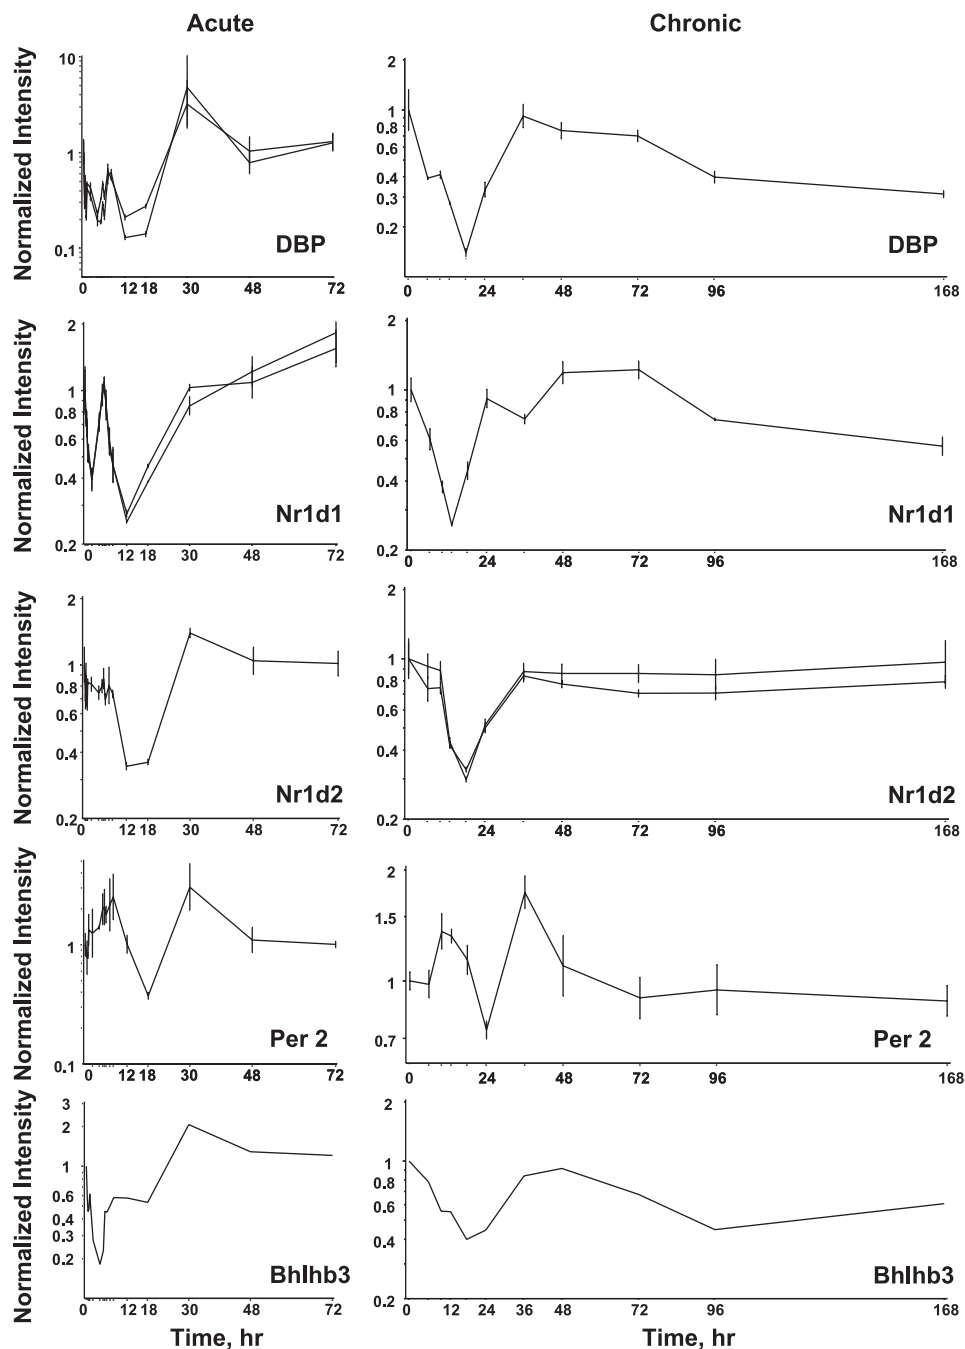 Acute Chronic
Normalized Intensity
10
1
0.1
DBP
0 12 18 30 48 72
2
1
0.8
0.6
0.4
0.3
0.2
DBP
0 24 48 72 96 168
Normalized Intensity
2
1
0.8
0.6
0.4
0.2
Nr1d1
0 12 18 30 48 72
2
1
0.8
0.6
0.4
0.2
Nr1d1
0 24 48 72 96 168
Normalized Intensity
2
1
0.8
0.6
0.4
0.2
Nr1d2
0 12 18 30 48 72
2
1
0.8
0.6
0.4
0.2
Nr1d2
0 24 48 72 96 168
Normalized Intensity
1
0.1
Per 2
0 12 18 30 48 72
2
1.5
1
0.7
Per 2
0 24 48 72 96 168
Normalized Intensity
3
2
1
0.6
0.4
0.3
0.2
Bhlhb3
0 12 18 30 48 72
Time, hr
2
1
0.8
0.6
0.4
0.2
Bhlhb3
0 12 24 36 48 72 96 168
Time, hr